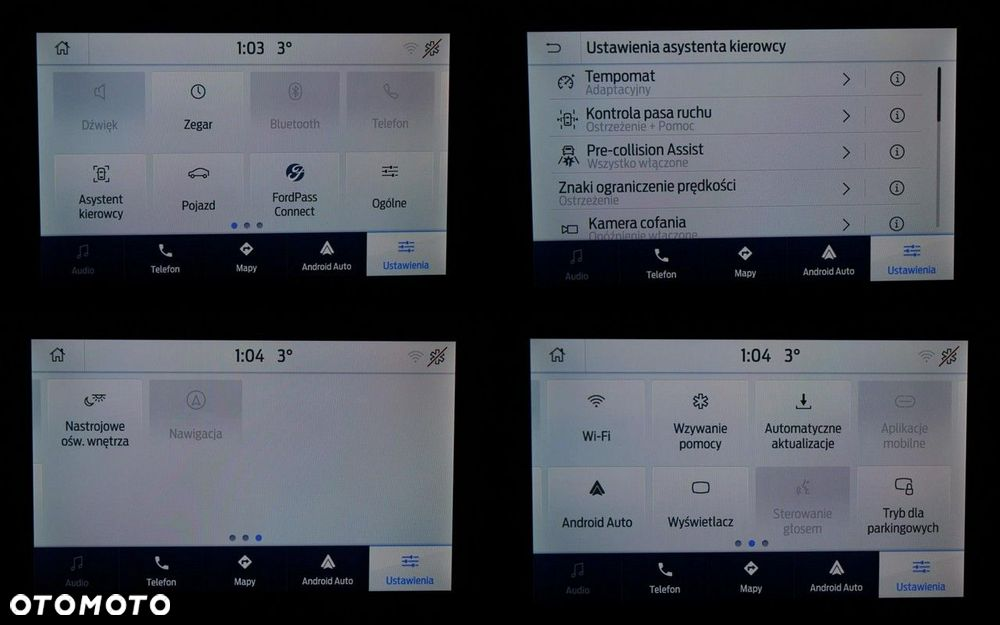 1:03 3°
Dźwięk
Zegar
Bluetooth
Telefon
Asystent
kierowcy
Pojazd
FordPass
Connect
Ogólne
Audio
Telefon
Mapy
Android Auto
Ustawienia
Ustawienia asystenta kierowcy
Tempomat
Adaptacyjny
Kontrola pasa ruchu
Ostrzeżenie + Pomoc
Pre-collision Assist
Wszystko włączone
Znaki ograniczenie prędkości
Ostrzeżenie
Kamera cofania
Opóźnienie włączone
Audio
Telefon
Mapy
Android Auto
Ustawienia
1:04 3°
Nastrojowe
ośw. wnętrza
Nawigacja
Audio
Telefon
Mapy
Android Auto
Ustawienia
1:04 3°
Wi-Fi
Wzywanie
pomocy
Automatyczne
aktualizacje
Aplikacje
mobilne
Android Auto
Wyświetlacz
Sterowanie
głosem
Tryb dla
parkingowych
Audio
Telefon
Mapy
Android Auto
Ustawienia
OTOMOTO